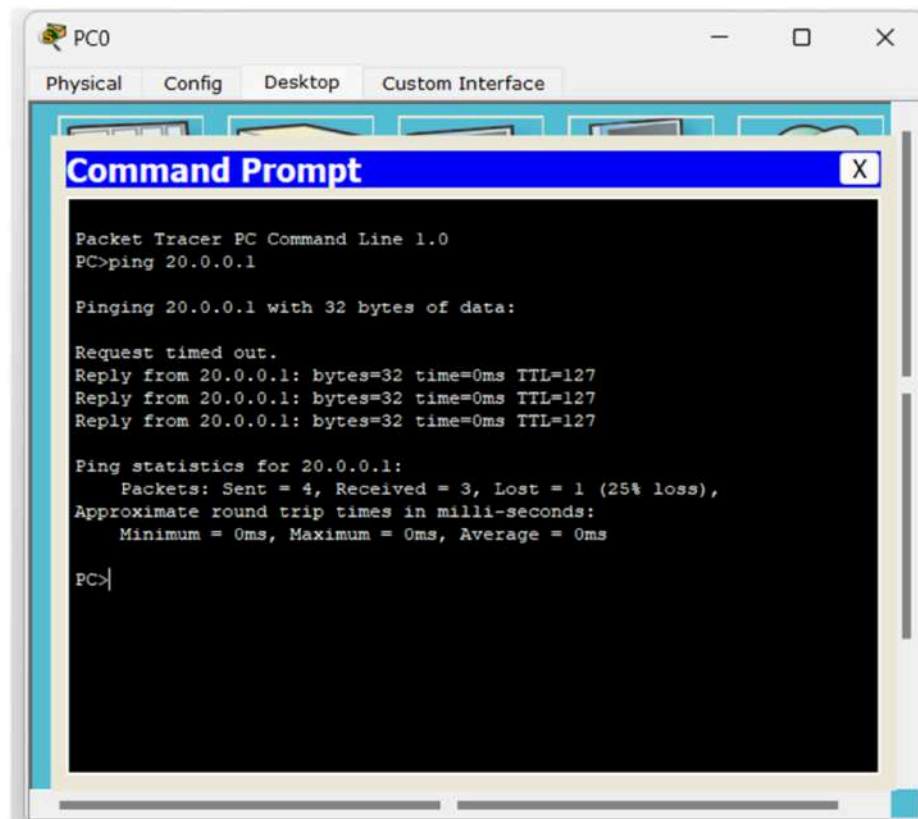 PC0
Physical Config Desktop Custom Interface
Command Prompt X
Packet Tracer PC Command Line 1.0
PC>ping 20.0.0.1
Pinging 20.0.0.1 with 32 bytes of data:
Request timed out.
Reply from 20.0.0.1: bytes=32 time=0ms TTL=127
Reply from 20.0.0.1: bytes=32 time=0ms TTL=127
Reply from 20.0.0.1: bytes=32 time=0ms TTL=127
Ping statistics for 20.0.0.1:
Packets: Sent = 4, Received = 3, Lost = 1 (25% loss),
Approximate round trip times in milli-seconds:
Minimum = 0ms, Maximum = 0ms, Average = 0ms
PC>